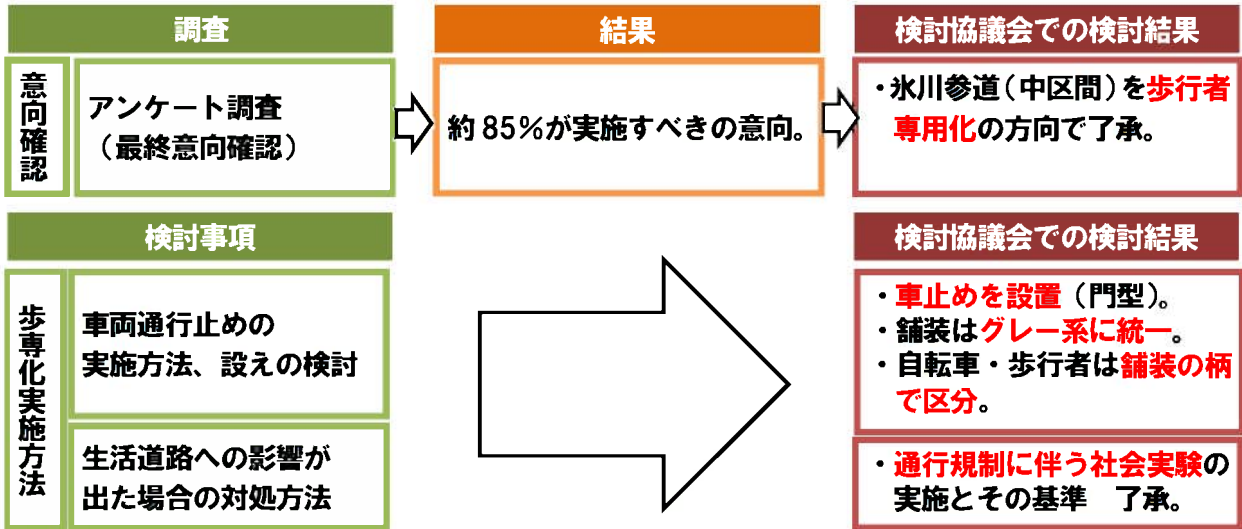 調査
結果
検討協議会での検討結果
意向確認
アンケート調査
（最終意向確認）
約85％が実施すべきの意向。
・氷川参道（中区間）を歩行者
専用化の方向で了承。
検討事項
検討協議会での検討結果
歩専化実施方法
車両通行止めの
実施方法、設えの検討
・車止めを設置（門型）。
・舗装はグレー系に統一。
・自転車・歩行者は舗装の柄
で区分。
生活道路への影響が
出た場合の対処方法
・通行規制に伴う社会実験の
実施とその基準　了承。